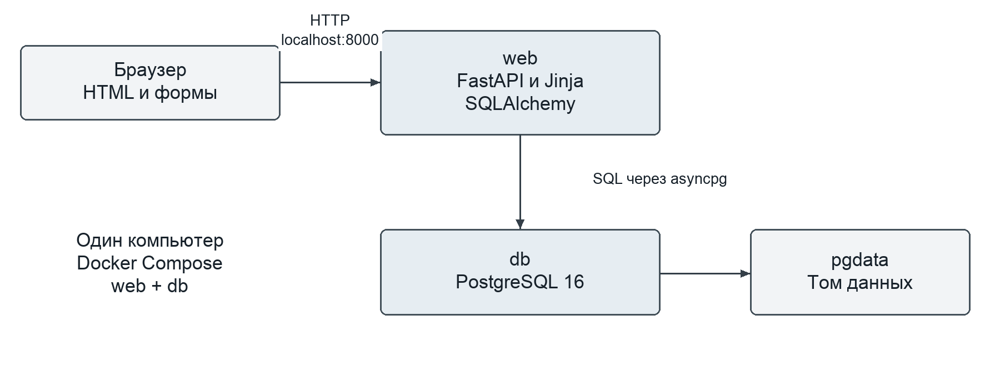 HTTP
localhost:8000
Браузер
HTML и формы
web
FastAPI и Jinja
SQLAlchemy
SQL через asyncpg
Один компьютер
Docker Compose
web + db
db
PostgreSQL 16
pgdata
Том данных